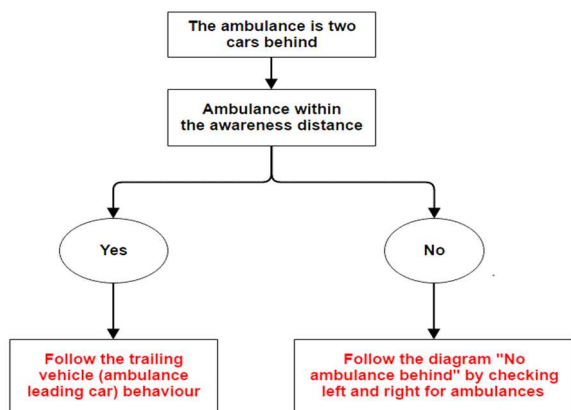 The ambulance is two
cars behind
Ambulance within
the awareness distance
Yes
No
Follow the trailing
vehicle (ambulance
leading car) behaviour
Follow the diagram "No
ambulance behind" by checking
left and right for ambulances